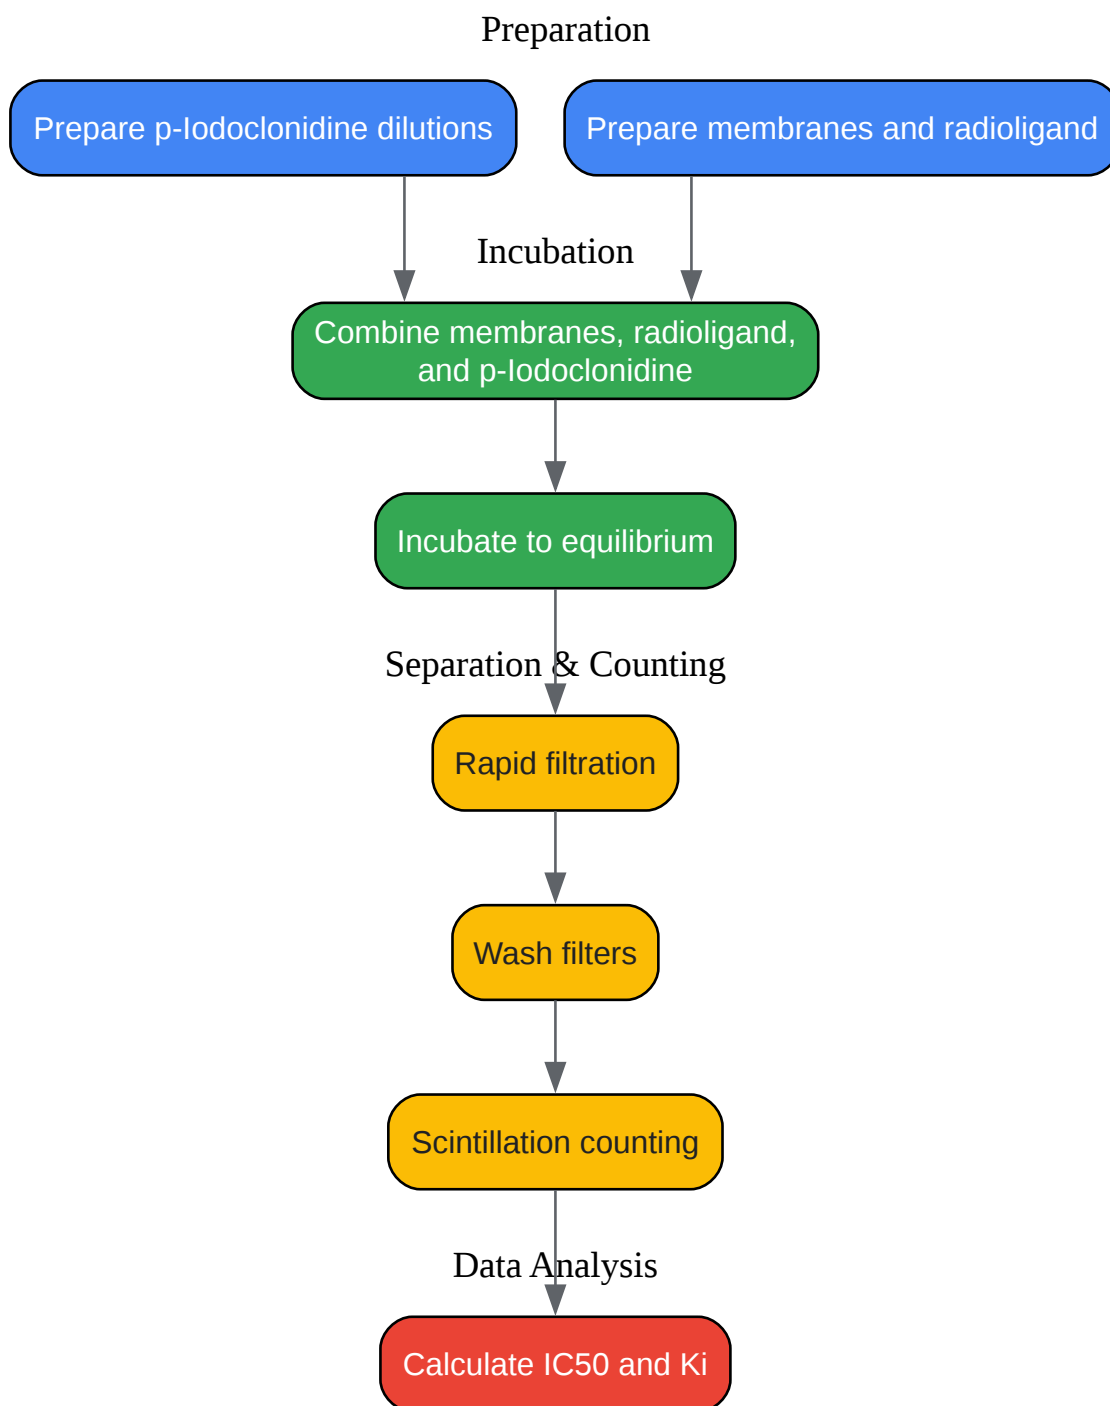 Preparation
Prepare p-Iodoclonidine dilutions
Prepare membranes and radioligand
Incubation
Combine membranes, radioligand,
and p-Iodoclonidine
Incubate to equilibrium
Separation & Counting
Rapid filtration
Wash filters
Scintillation counting
Data Analysis
Calculate IC50 and Ki